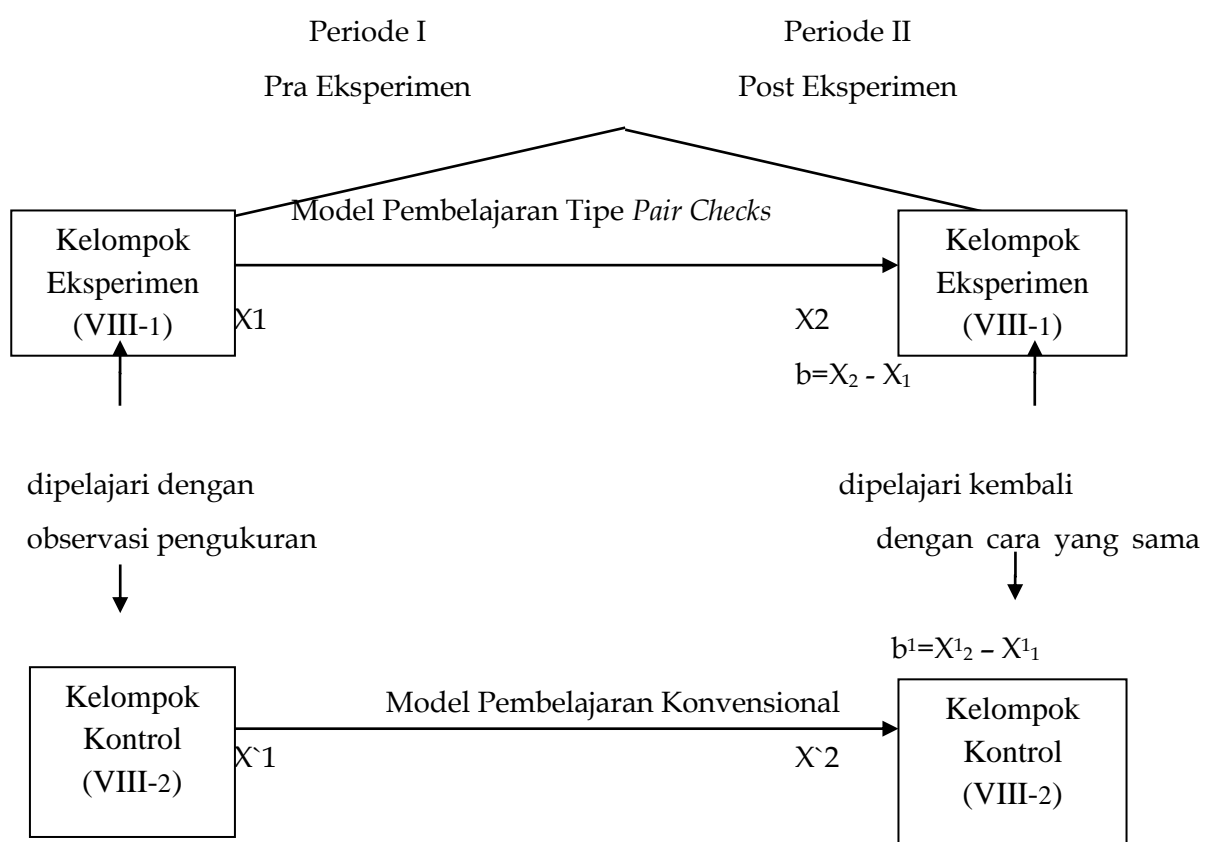 Periode I Periode II
Pra Eksperimen Post Eksperimen
Model Pembelajaran Tipe Pair Checks
Kelompok
Eksperimen
(VIII-1)
X1
X2
Kelompok
Eksperimen
(VIII-1)
b=X₂ - X₁
dipelajari dengan
observasi pengukuran
dipelajari kembali
dengan cara yang sama
b¹=X¹₂ – X¹₁
Model Pembelajaran Konvensional
Kelompok
Kontrol
(VIII-2)
X`1
X`2
Kelompok
Kontrol
(VIII-2)